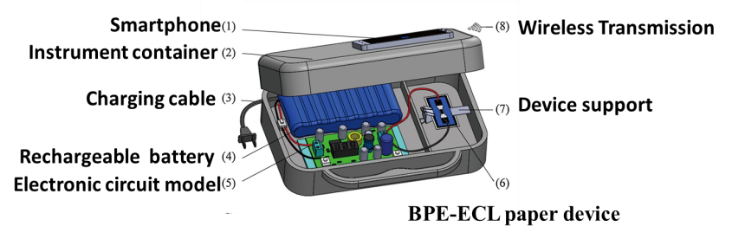 Smartphone(1)
(8) Wireless Transmission
Instrument container (2)
Charging cable (3)
(7) Device support
Rechargeable battery (4)
Electronic circuit model(5)
(6)
BPE-ECL paper device